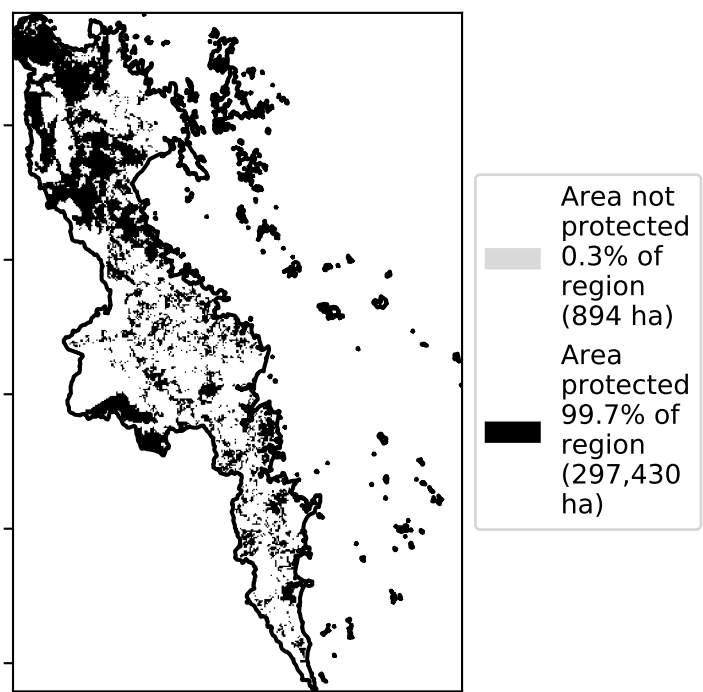 Area not
protected
0.3% of
region
(894 ha)
Area
protected
99.7% of
region
(297,430
ha)